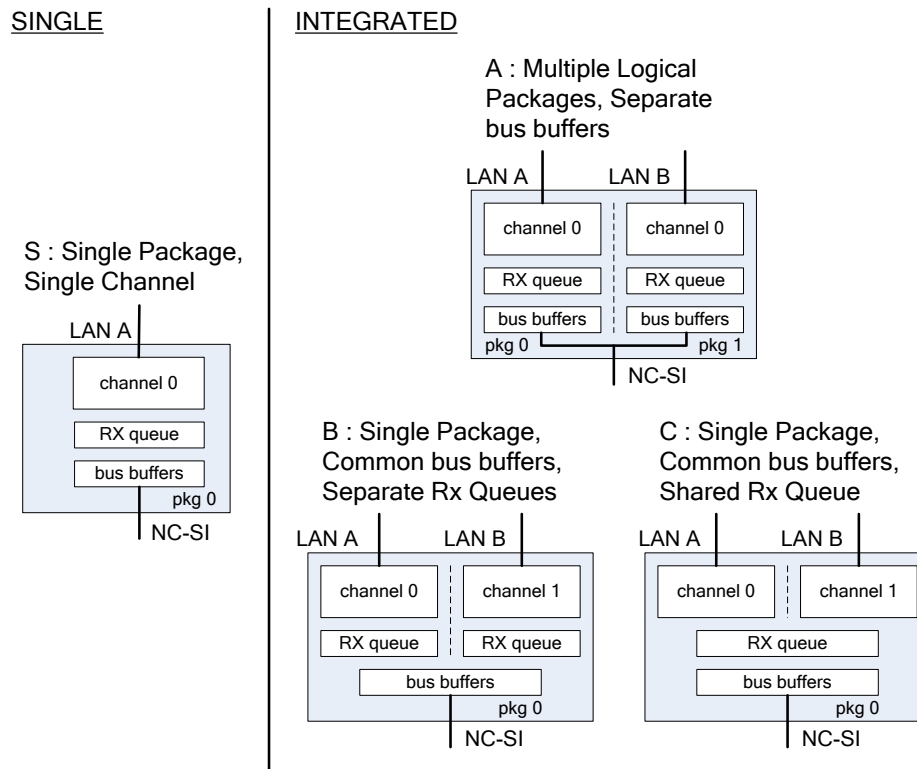 SINGLE
INTEGRATED
A : Multiple Logical
Packages, Separate
bus buffers
LAN A
LAN B
channel 0
channel 0
RX queue
RX queue
bus buffers
bus buffers
pkg 0
pkg 1
NC-SI
S : Single Package,
Single Channel
LAN A
channel 0
RX queue
bus buffers
pkg 0
NC-SI
B : Single Package,
Common bus buffers,
Separate Rx Queues
LAN A
LAN B
channel 0
channel 1
RX queue
RX queue
bus buffers
pkg 0
NC-SI
C : Single Package,
Common bus buffers,
Shared Rx Queue
LAN A
LAN B
channel 0
channel 1
RX queue
bus buffers
pkg 0
NC-SI